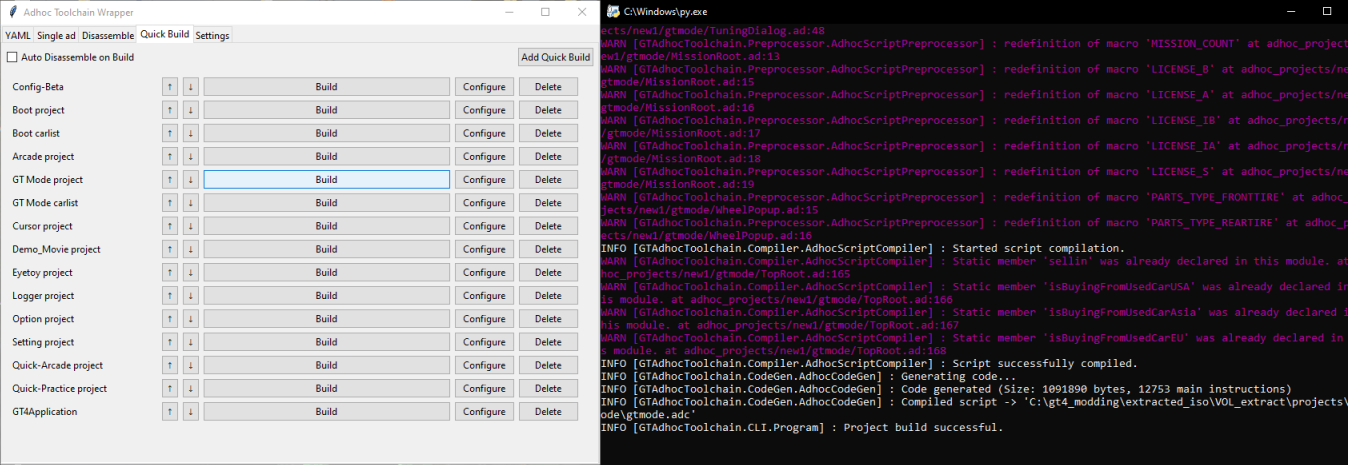 Adhoc Toolchain Wrapper
YAML Single ad Disassemble Quick Build Settings
Auto Disassemble on Build Add Quick Build
Config-Beta ↑ ↓ Build Configure Delete
Boot project ↑ ↓ Build Configure Delete
Boot carlist ↑ ↓ Build Configure Delete
Arcade project ↑ ↓ Build Configure Delete
GT Mode project ↑ ↓ Build Configure Delete
GT Mode carlist ↑ ↓ Build Configure Delete
Cursor project ↑ ↓ Build Configure Delete
Demo_Movie project ↑ ↓ Build Configure Delete
Eyetoy project ↑ ↓ Build Configure Delete
Logger project ↑ ↓ Build Configure Delete
Option project ↑ ↓ Build Configure Delete
Setting project ↑ ↓ Build Configure Delete
Quick-Arcade project ↑ ↓ Build Configure Delete
Quick-Practice project ↑ ↓ Build Configure Delete
GT4Application ↑ ↓ Build Configure Delete
C:\Windows\py.exe
ects/new1/gtmode/TuningDialog.ad:48
WARN [GTAdhocToolchain.Preprocessor.AdhocScriptPreprocessor] : redefinition of macro 'MISSION_COUNT' at adhoc_project
ew1/gtmode/MissionRoot.ad:13
WARN [GTAdhocToolchain.Preprocessor.AdhocScriptPreprocessor] : redefinition of macro 'LICENSE_B' at adhoc_projects/ne
/gtmode/MissionRoot.ad:15
WARN [GTAdhocToolchain.Preprocessor.AdhocScriptPreprocessor] : redefinition of macro 'LICENSE_A' at adhoc_projects/ne
/gtmode/MissionRoot.ad:16
WARN [GTAdhocToolchain.Preprocessor.AdhocScriptPreprocessor] : redefinition of macro 'LICENSE_IB' at adhoc_projects/n
/gtmode/MissionRoot.ad:17
WARN [GTAdhocToolchain.Preprocessor.AdhocScriptPreprocessor] : redefinition of macro 'LICENSE_IA' at adhoc_projects/n
/gtmode/MissionRoot.ad:18
WARN [GTAdhocToolchain.Preprocessor.AdhocScriptPreprocessor] : redefinition of macro 'LICENSE_S' at adhoc_projects/ne
/gtmode/MissionRoot.ad:19
WARN [GTAdhocToolchain.Preprocessor.AdhocScriptPreprocessor] : redefinition of macro 'PARTS_TYPE_FRONTTIRE' at adhoc_
jects/new1/gtmode/WheelPopup.ad:15
WARN [GTAdhocToolchain.Preprocessor.AdhocScriptPreprocessor] : redefinition of macro 'PARTS_TYPE_REARTIRE' at adhoc_p
ects/new1/gtmode/WheelPopup.ad:16
INFO [GTAdhocToolchain.Compiler.AdhocScriptCompiler] : Started script compilation.
WARN [GTAdhocToolchain.Compiler.AdhocScriptCompiler] : Static member 'sellin' was already declared in this module. at
hoc_projects/new1/gtmode/TopRoot.ad:165
WARN [GTAdhocToolchain.Compiler.AdhocScriptCompiler] : Static member 'isBuyingFromUsedCarUSA' was already declared in
is module. at adhoc_projects/new1/gtmode/TopRoot.ad:166
WARN [GTAdhocToolchain.Compiler.AdhocScriptCompiler] : Static member 'isBuyingFromUsedCarAsia' was already declared i
his module. at adhoc_projects/new1/gtmode/TopRoot.ad:167
WARN [GTAdhocToolchain.Compiler.AdhocScriptCompiler] : Static member 'isBuyingFromUsedCarEU' was already declared in
s module. at adhoc_projects/new1/gtmode/TopRoot.ad:168
INFO [GTAdhocToolchain.Compiler.AdhocScriptCompiler] : Script successfully compiled.
INFO [GTAdhocToolchain.CodeGen.AdhocCodeGen] : Generating code...
INFO [GTAdhocToolchain.CodeGen.AdhocCodeGen] : Code generated (Size: 1091890 bytes, 12753 main instructions)
INFO [GTAdhocToolchain.CodeGen.AdhocCodeGen] : Compiled script -> 'C:\gt4_modding\extracted_iso\VOL_extract\projects\
ode\gtmode.adc'
INFO [GTAdhocToolchain.CLI.Program] : Project build successful.